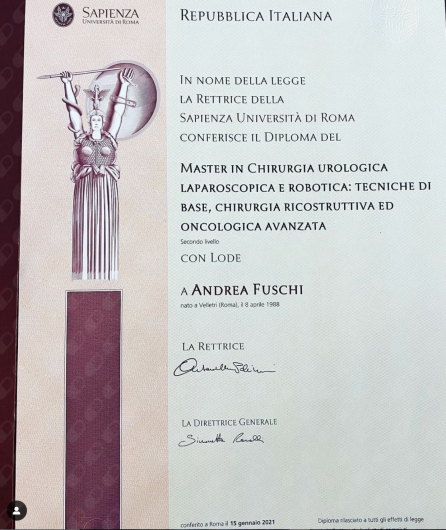 SAPIENZA
UNIVERSITÀ DI ROMA
REPUBBLICA ITALIANA
IN NOME DELLA LEGGE
LA RETTRICE DELLA
SAPIENZA UNIVERSITÀ DI ROMA
CONFERISCE IL DIPLOMA DEL
MASTER IN CHIRURGIA UROLOGICA
LAPAROSCOPICA E ROBOTICA: TECNICHE DI
BASE, CHIRURGIA RICOSTRUTTIVA ED
ONCOLOGICA AVANZATA
Secondo livello
CON LODE
A ANDREA FUSCHI
nato a Velletri (Roma), il 8 aprile 1988
LA RETTRICE
LA DIRETTRICE GENERALE
conferito a Roma il 15 gennaio 2021
Diploma rilasciato a tutti gli effetti di legge